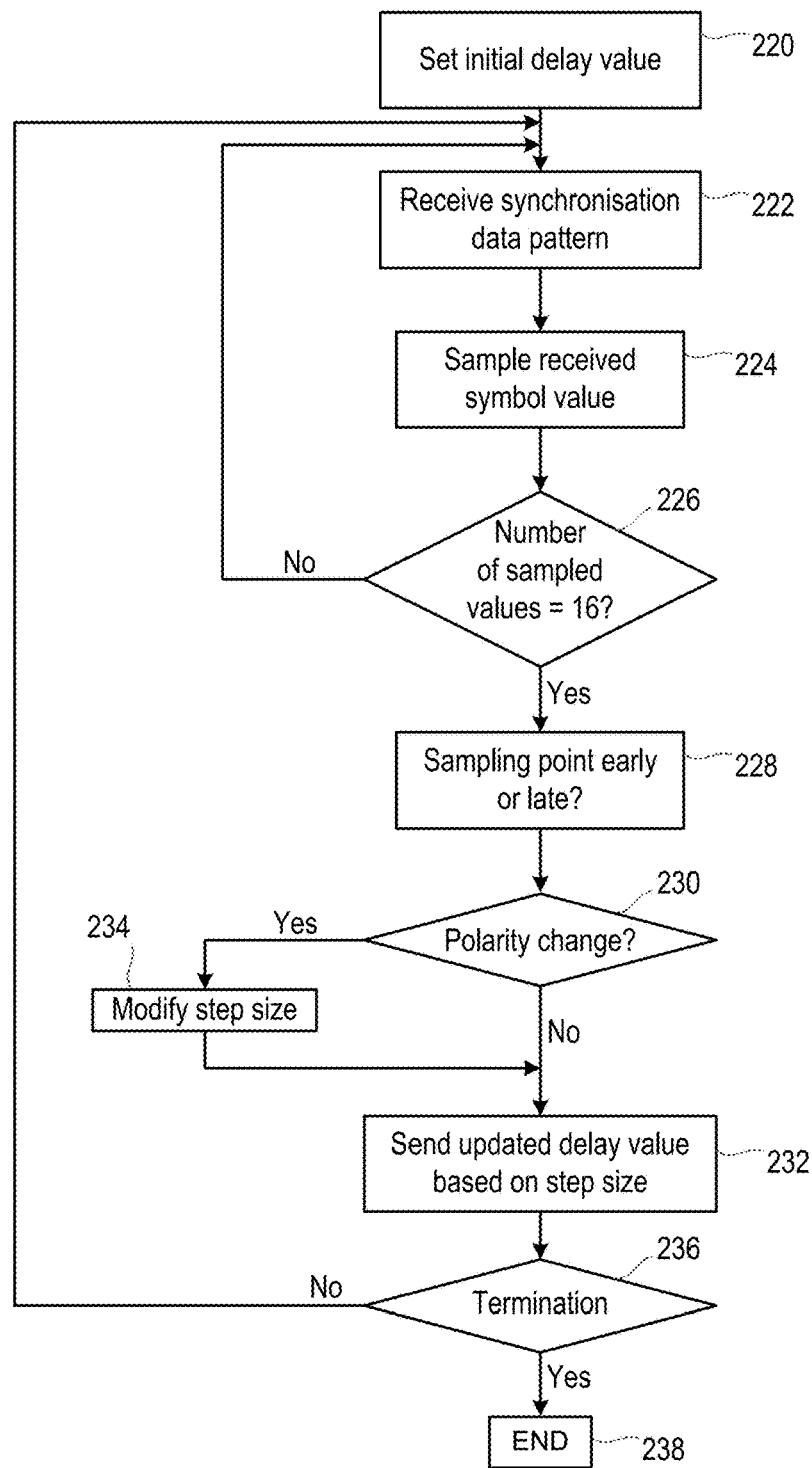 Set initial delay value
220
Receive synchronisation
data pattern
222
Sample received
symbol value
224
226
Number
of sampled
values = 16?
No
Yes
Sampling point early
or late?
228
230
Polarity change?
Yes
234
Modify step size
No
Send updated delay value
based on step size
232
236
Termination
No
Yes
END
238